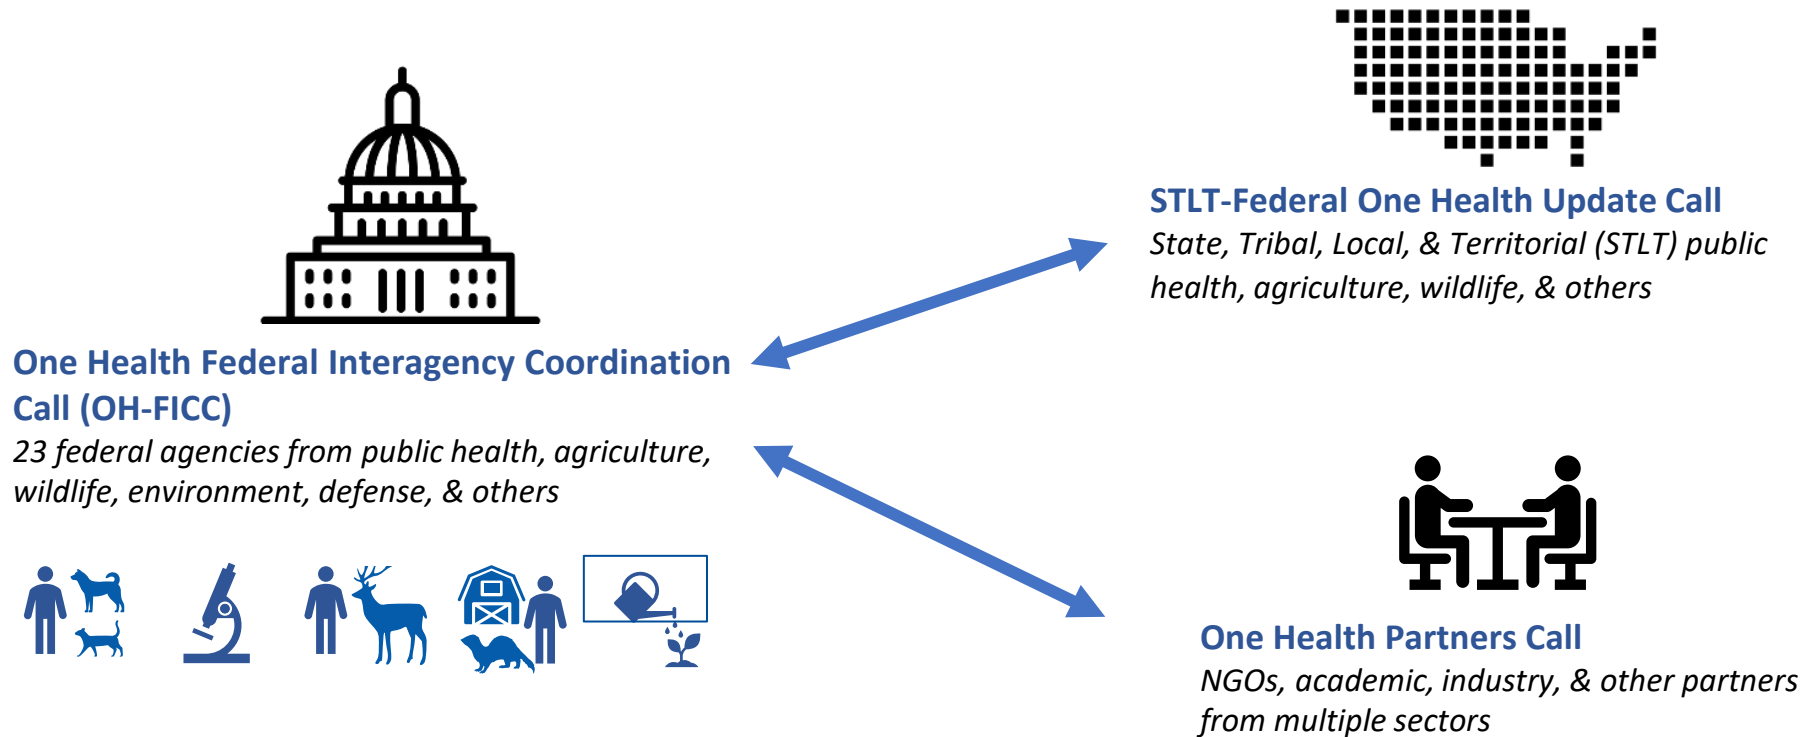 One Health Federal Interagency Coordination
Call (OH-FICC)
23 federal agencies from public health, agriculture,
wildlife, environment, defense, & others
STLT-Federal One Health Update Call
State, Tribal, Local, & Territorial (STLT) public
health, agriculture, wildlife, & others
One Health Partners Call
NGOs, academic, industry, & other partners
from multiple sectors